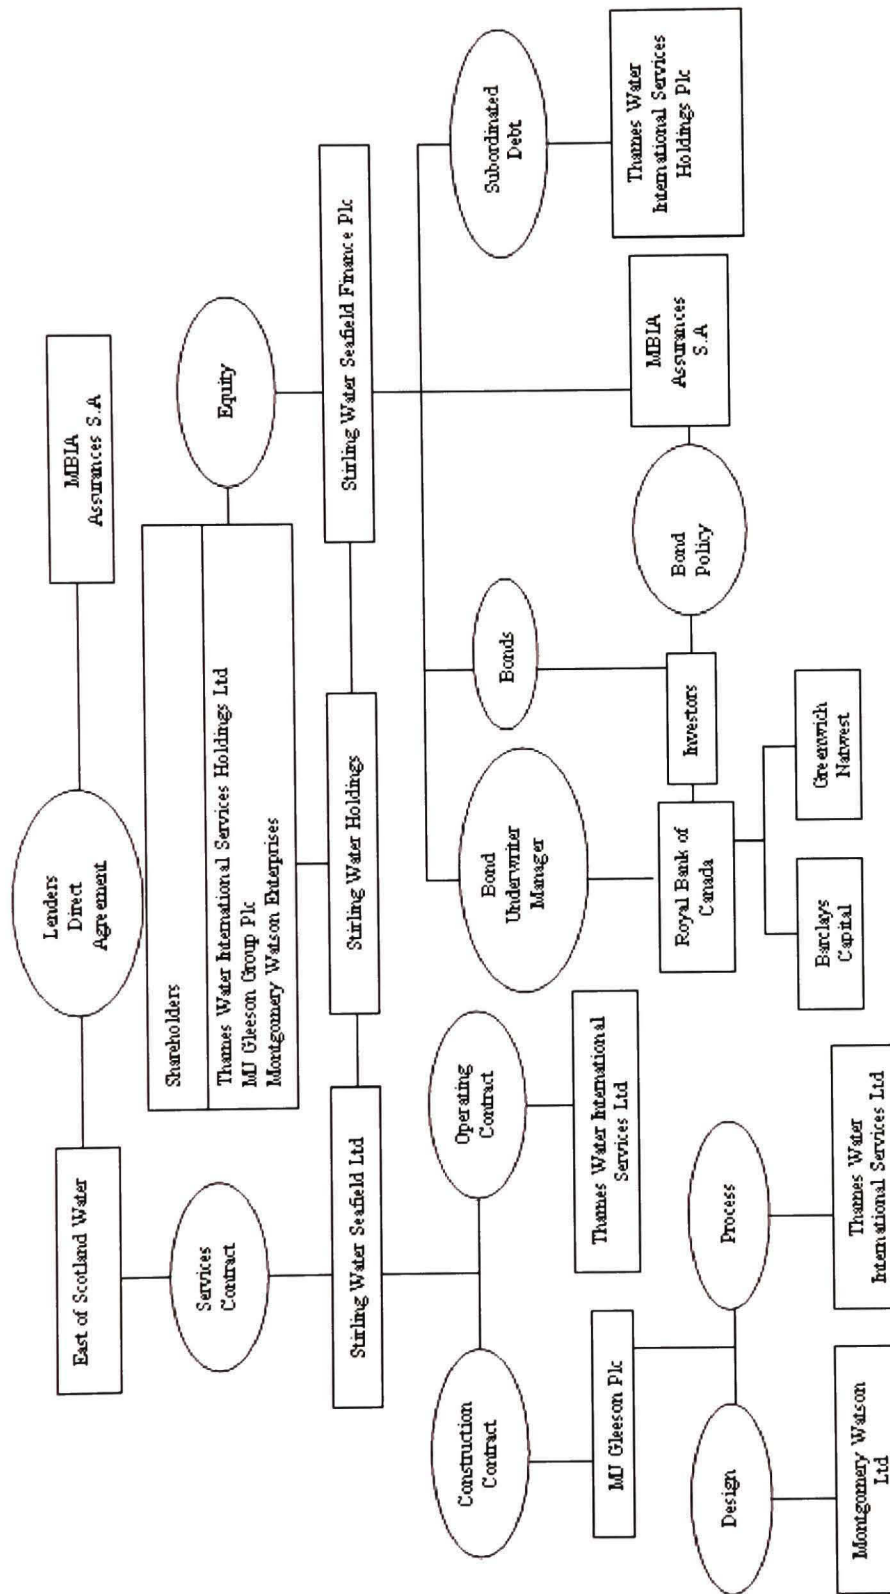 Lenders
Direct
Agreement
East of Scotland Water
MBIA
Assurances S.A
Services
Contract
Shareholders
Thames Water International Services Holdings Ltd
MJ Gleeson Group Plc
Montgomery Watson Enterprises
Equity
Stirling Water Seafield Ltd
Stirling Water Holdings
Stirling Water Seafield Finance Plc
Construction
Contract
Operating
Contract
Bond
Underwriter
Manager
Bonds
Subordinated
Debt
MJ Gleeson Plc
Thames Water International
Services Ltd
Royal Bank of
Canada
Investors
Bond
Policy
MBIA
Assurances
S.A
Thames Water
International Services
Holdings Plc
Design
Process
Barclays
Capital
Greenwich
Natwest
Montgomery Watson
Ltd
Thames Water
International Services Ltd